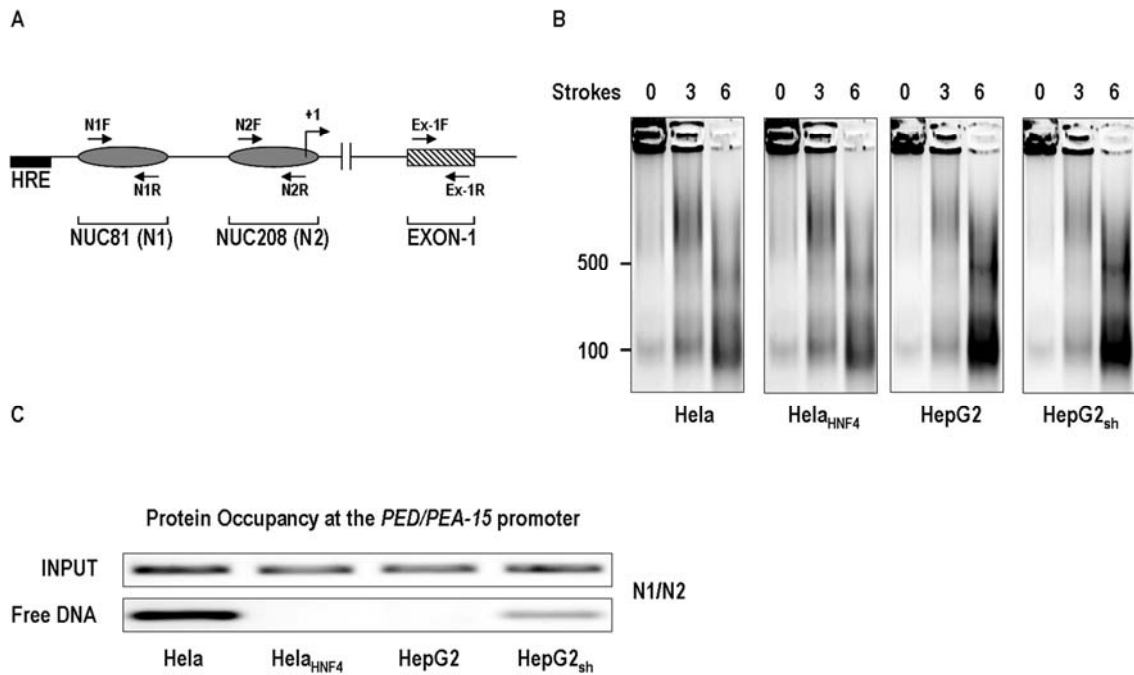 A
+1
N1F
N2F
Ex-1F
HRE
N1R
N2R
Ex-1R
NUC81 (N1)
NUC208 (N2)
EXON-1
B
Strokes 0 3 6 0 3 6 0 3 6 0 3 6
500
100
Hela HelaHNF4 HepG2 HepG2sh
C
Protein Occupancy at the PED/PEA-15 promoter
INPUT
N1/N2
Free DNA
Hela HelaHNF4 HepG2 HepG2sh